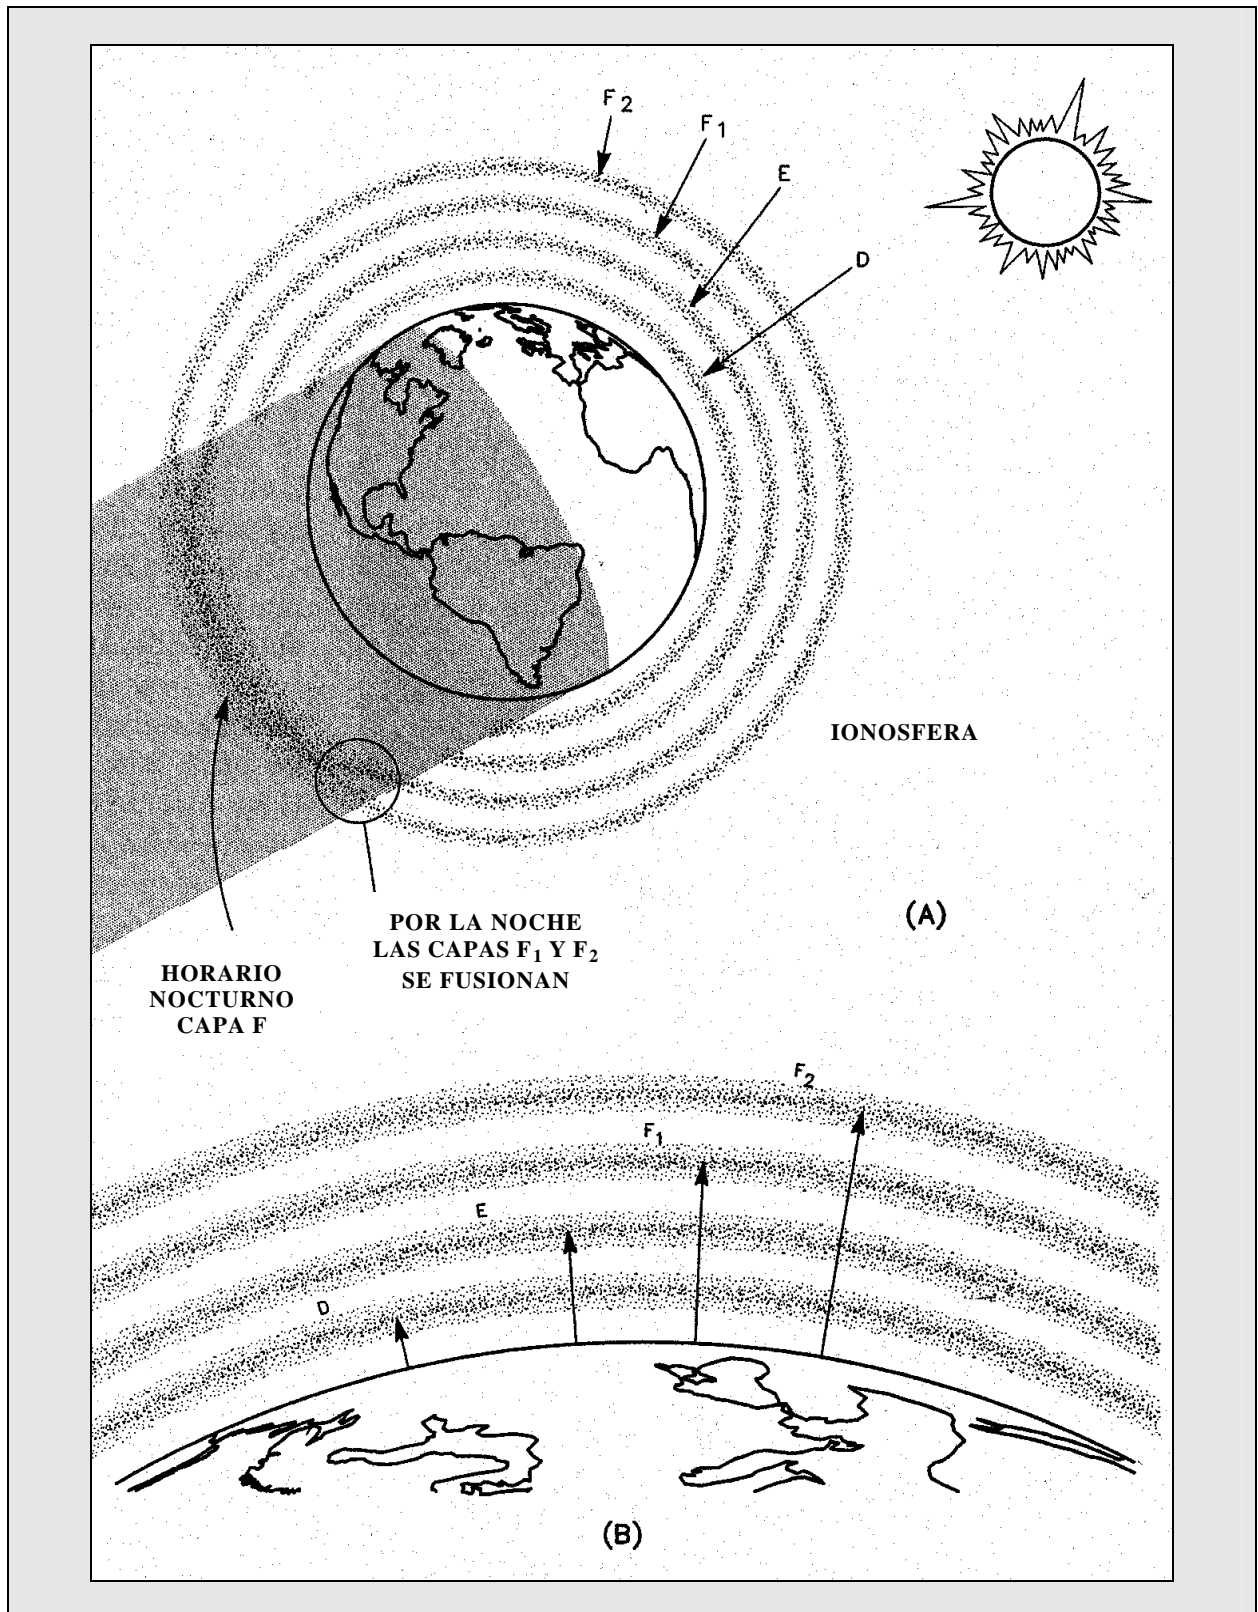 F2
F1
E
D
IONOSFERA
(A)
POR LA NOCHE
LAS CAPAS F1 Y F2
SE FUSIONAN
HORARIO
NOCTURNO
CAPA F
F2
F1
E
D
(B)